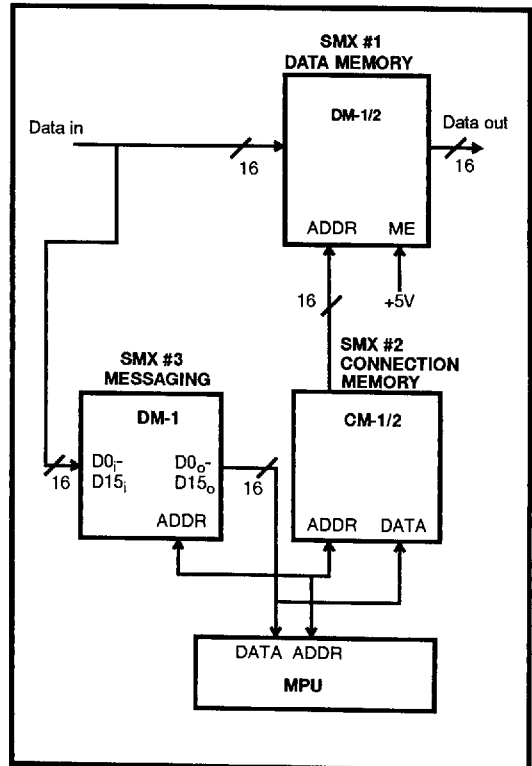 SMX #1
DATA MEMORY
DM-1/2
Data in
Data out
16
16
ADDR ME
16
+5V
SMX #2
CONNECTION
MEMORY
SMX #3
MESSAGING
DM-1
CM-1/2
D0i- D0o-
D15i D15o
16
16
ADDR
ADDR DATA
DATA ADDR
MPU